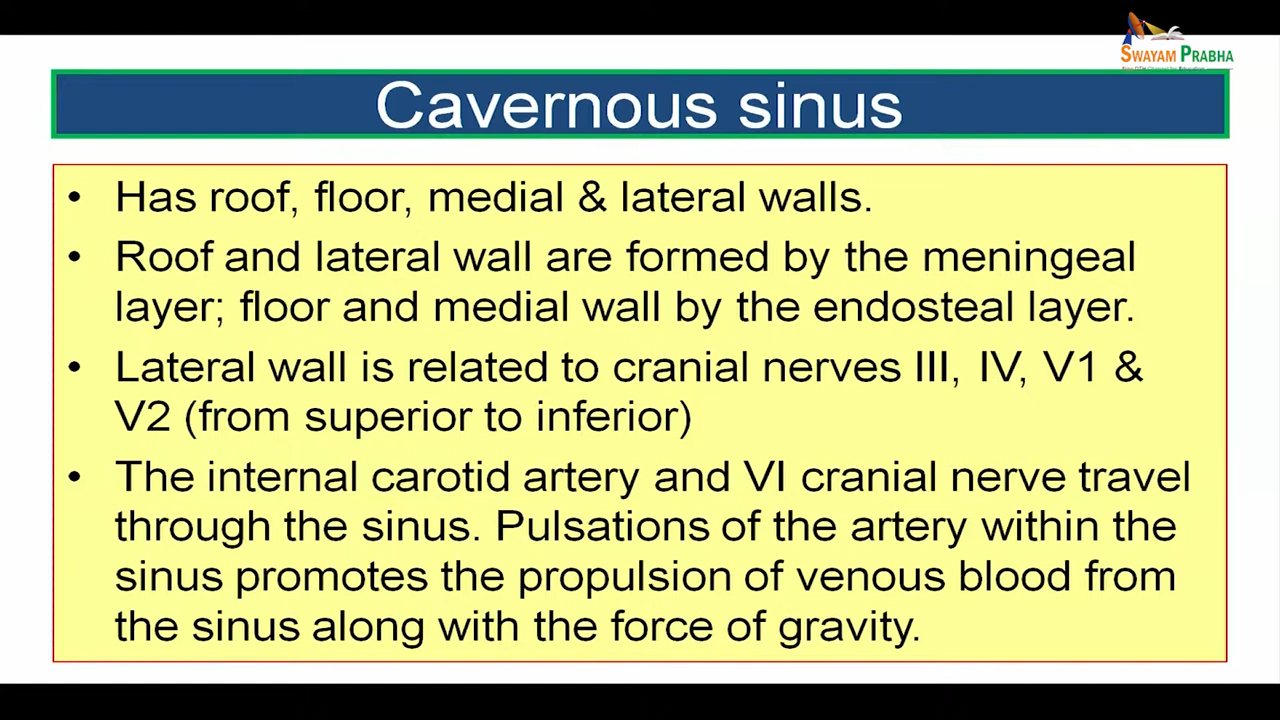 SWAYAM PRABHA
Cavernous sinus
• Has roof, floor, medial & lateral walls.
• Roof and lateral wall are formed by the meningeal
layer; floor and medial wall by the endosteal layer.
• Lateral wall is related to cranial nerves III, IV, V1 &
V2 (from superior to inferior)
• The internal carotid artery and VI cranial nerve travel
through the sinus. Pulsations of the artery within the
sinus promotes the propulsion of venous blood from
the sinus along with the force of gravity.